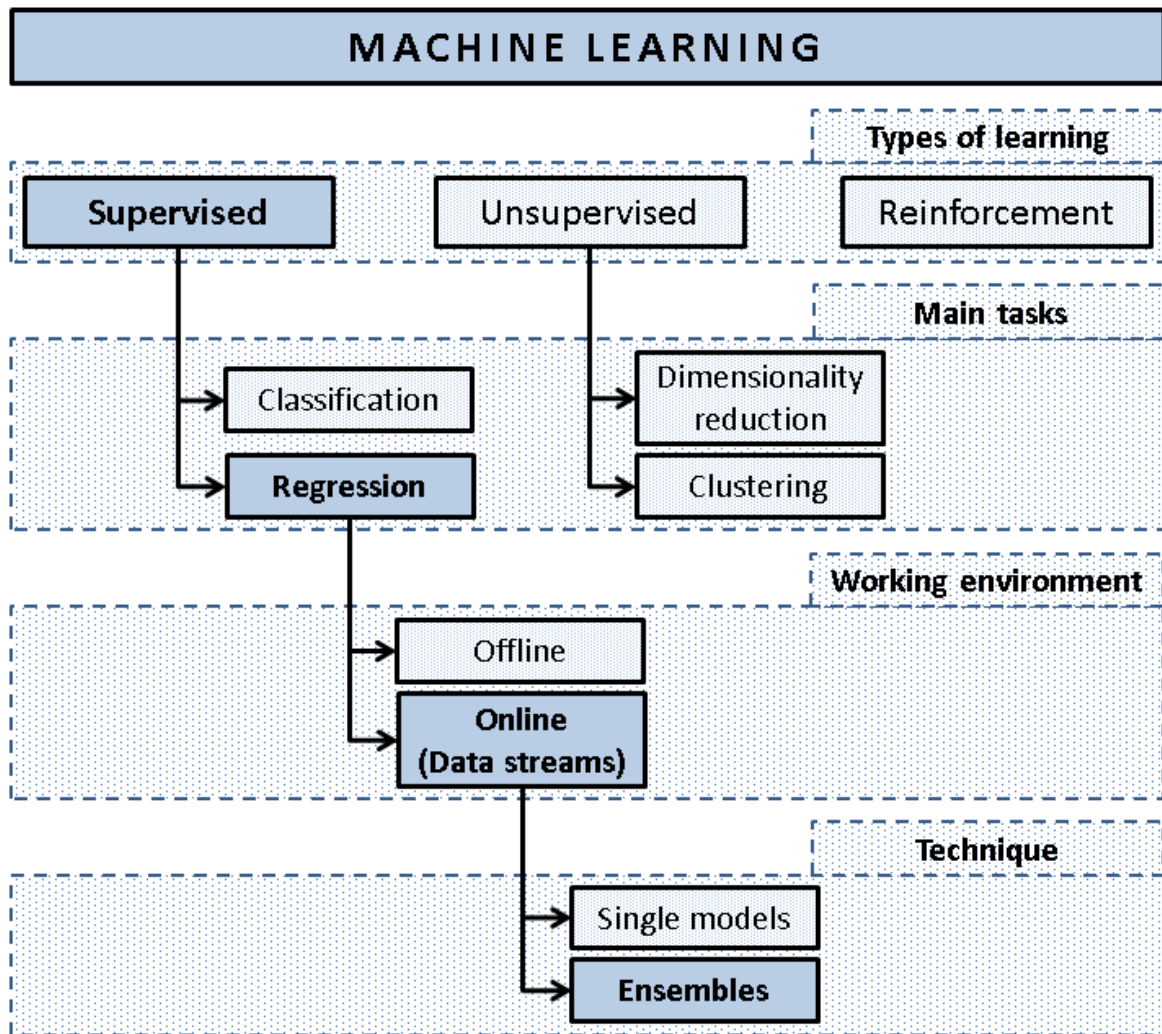 MACHINE LEARNING
Types of learning
Supervised
Unsupervised
Reinforcement
Main tasks
Classification
Dimensionality
reduction
Regression
Clustering
Working environment
Offline
Online
(Data streams)
Technique
Single models
Ensembles